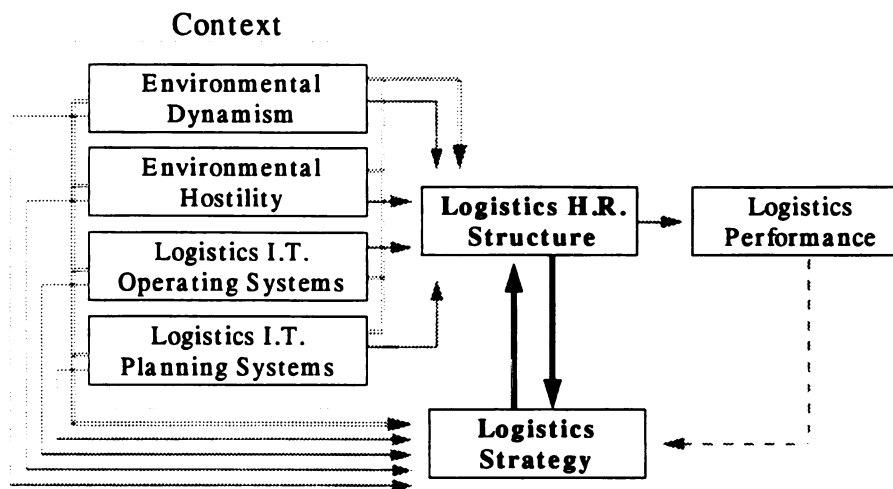 Context
Environmental
Dynamism
Environmental
Hostility
Logistics I.T.
Operating Systems
Logistics I.T.
Planning Systems
Logistics H.R.
Structure
Logistics
Performance
Logistics
Strategy